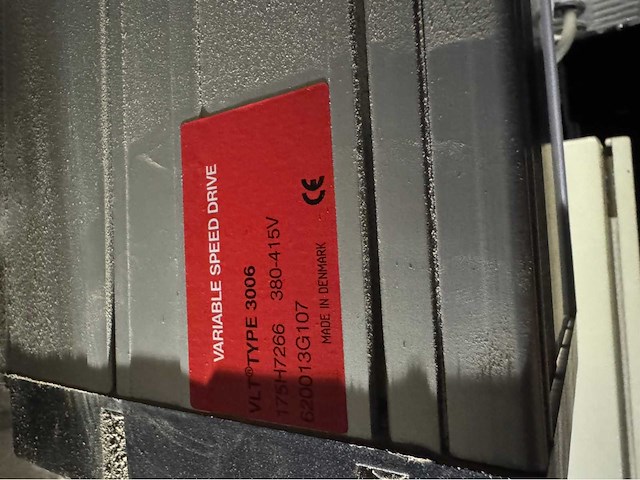 VARIABLE SPEED DRIVE
VLT® TYPE 3006
175H7266 380-415V
620013G107
MADE IN DENMARK
CE